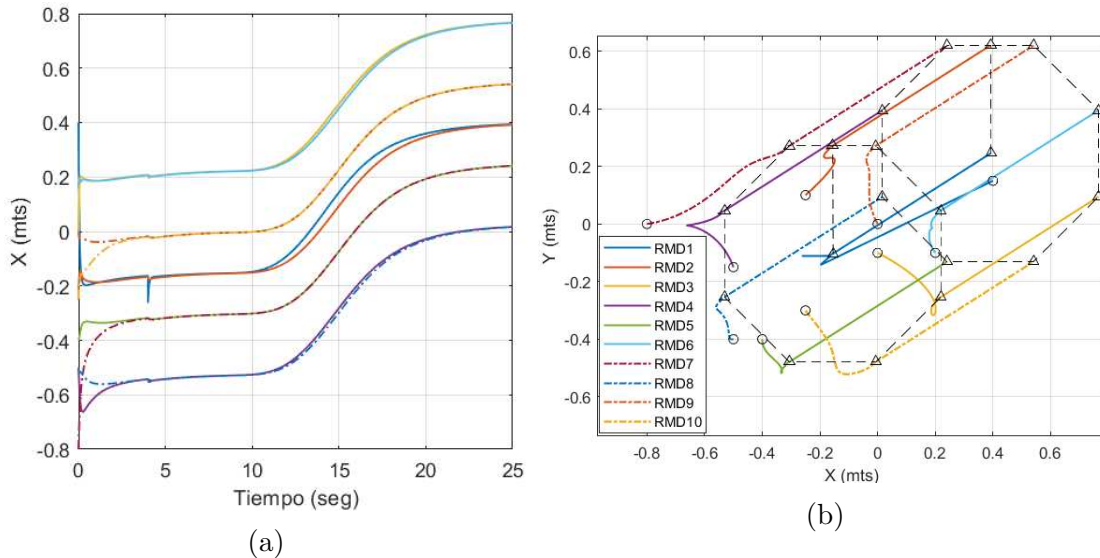 0.8
0.6
0.4
0.2
0
-0.2
-0.4
-0.6
-0.8
X (mts)
0 5 10 15 20 25
Tiempo (seg)
(a)
0.6
0.4
0.2
0
-0.2
-0.4
-0.6
Y (mts)
RMD1
RMD2
RMD3
RMD4
RMD5
RMD6
RMD7
RMD8
RMD9
RMD10
-0.8 -0.6 -0.4 -0.2 0 0.2 0.4 0.6
X (mts)
(b)